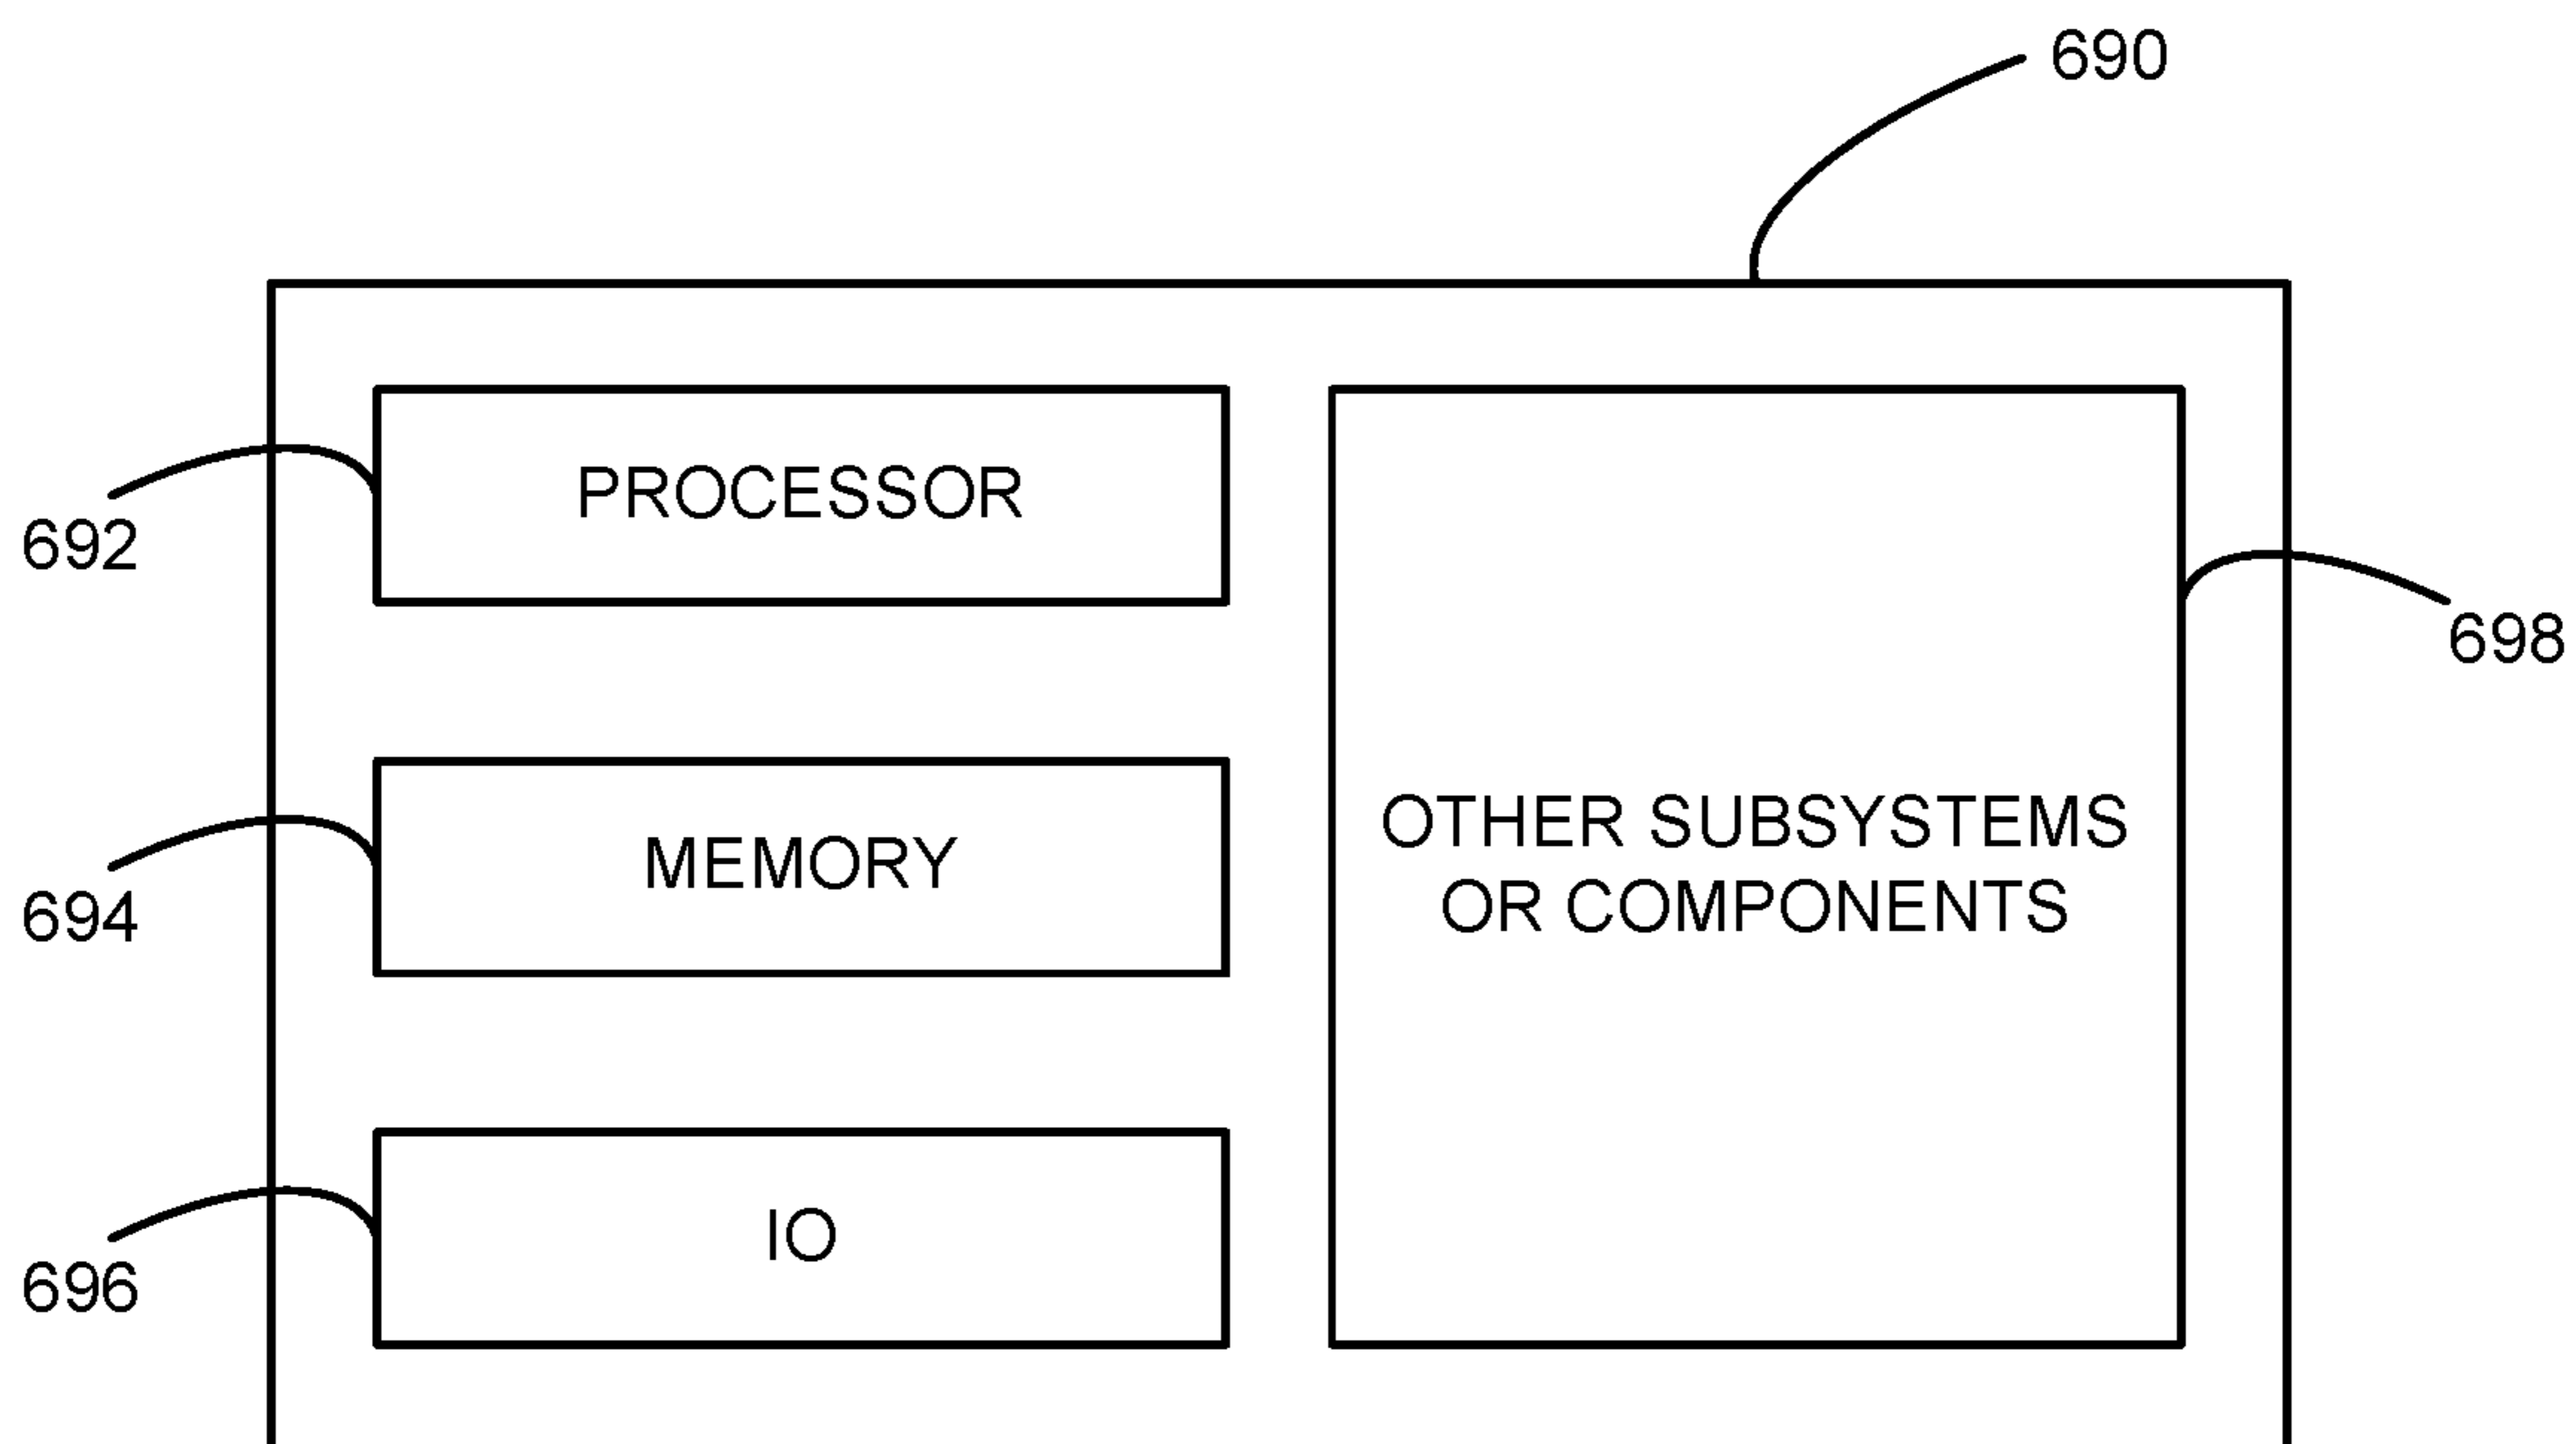 690
PROCESSOR
692
698
OTHER SUBSYSTEMS
OR COMPONENTS
MEMORY
694
IO
696